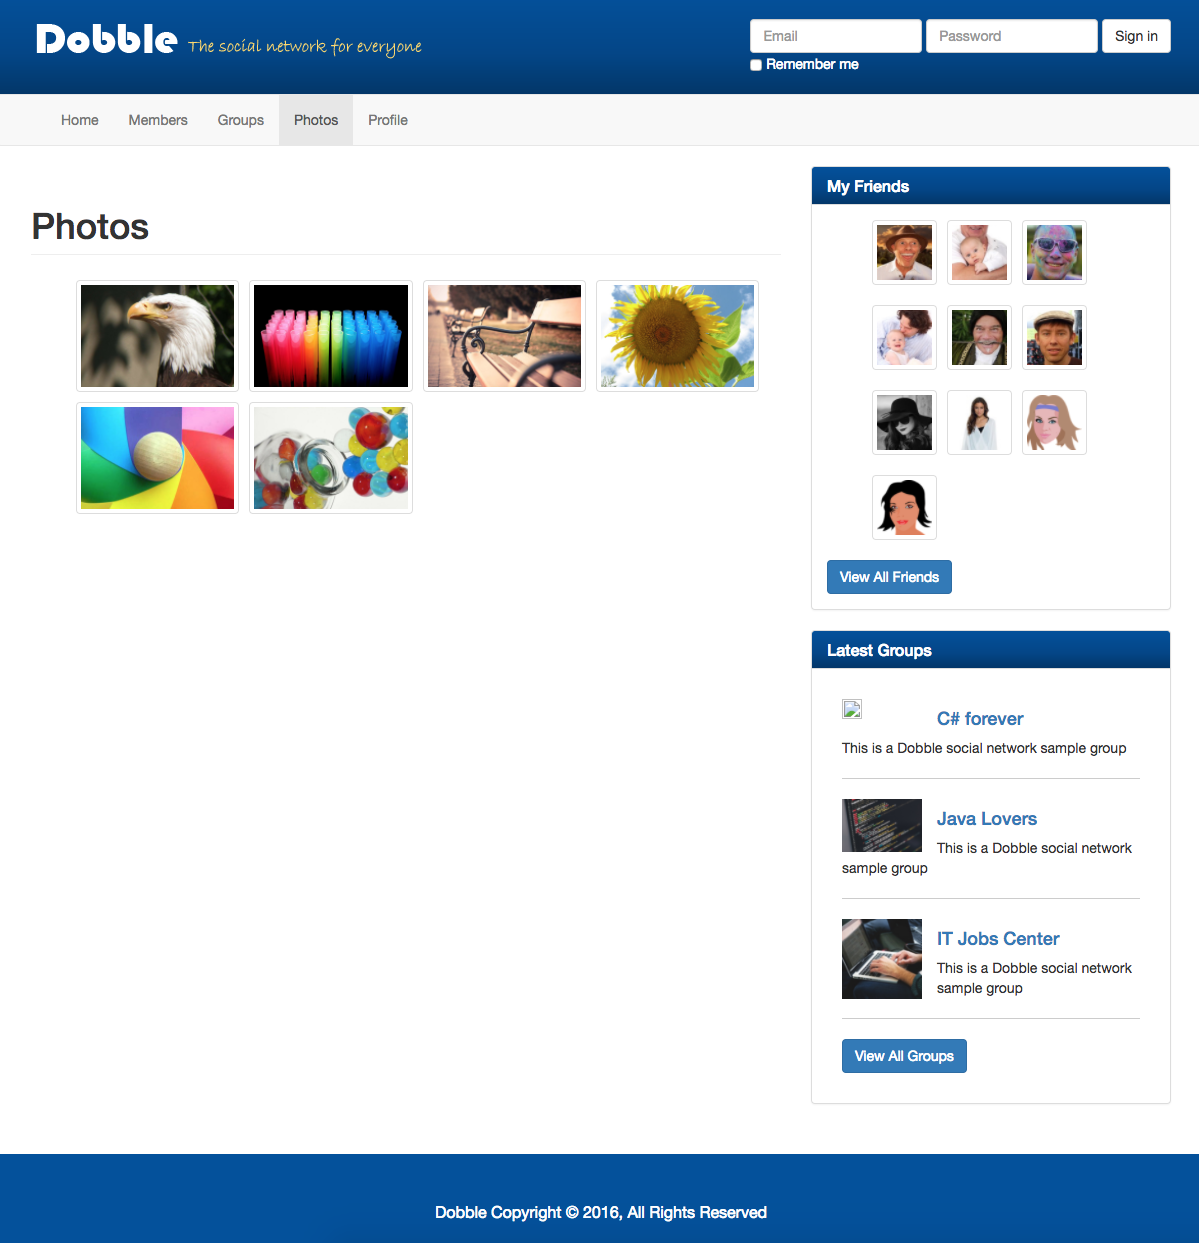 Dobble The social network for everyone
Email Password Sign in
Remember me
Home Members Groups Photos Profile
Photos
My Friends
View All Friends
Latest Groups
C# forever
This is a Dobble social network sample group
Java Lovers
This is a Dobble social network
sample group
IT Jobs Center
This is a Dobble social network
sample group
View All Groups
Dobble Copyright © 2016, All Rights Reserved